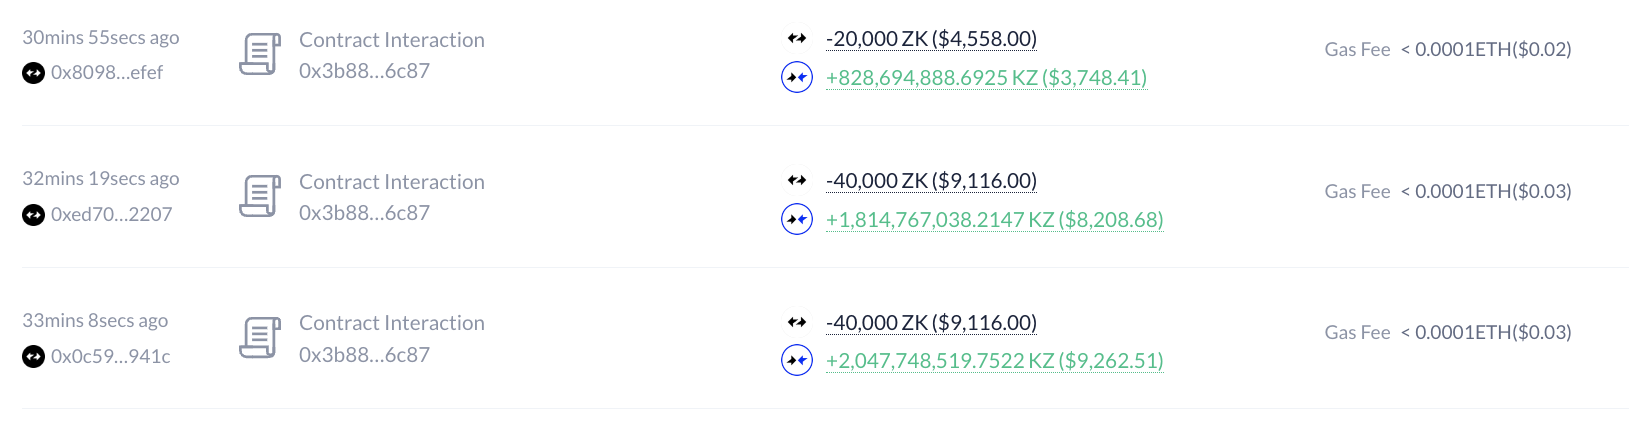 30mins 55secs ago
0x8098...efef
Contract Interaction
0x3b88...6c87
-20,000 ZK ($4,558.00)
+828,694,888.6925 KZ ($3,748.41)
Gas Fee < 0.0001ETH($0.02)
32mins 19secs ago
0xed70...2207
Contract Interaction
0x3b88...6c87
-40,000 ZK ($9,116.00)
+1,814,767,038.2147 KZ ($8,208.68)
Gas Fee < 0.0001ETH($0.03)
33mins 8secs ago
0x0c59...941c
Contract Interaction
0x3b88...6c87
-40,000 ZK ($9,116.00)
+2,047,748,519.7522 KZ ($9,262.51)
Gas Fee < 0.0001ETH($0.03)